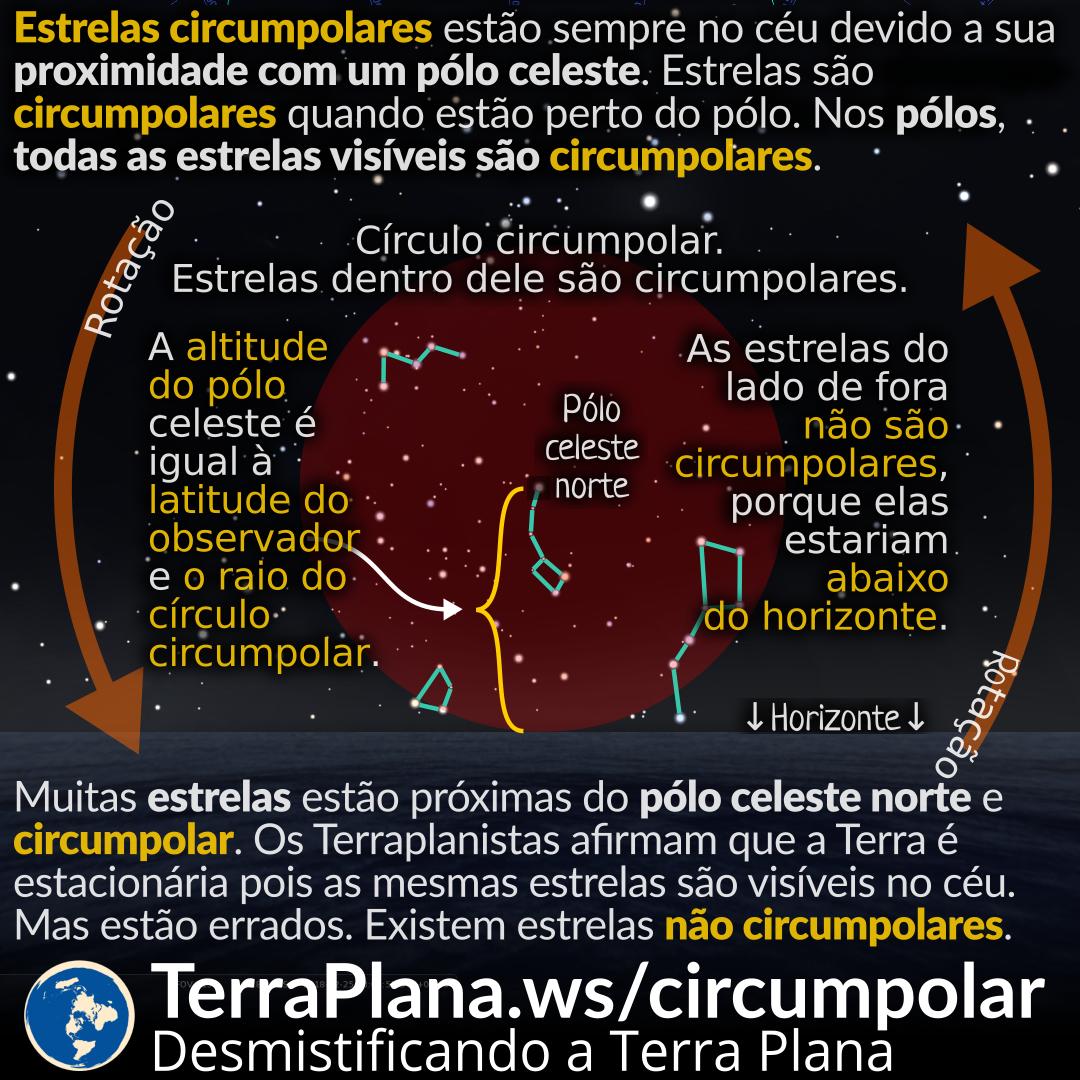 Estrelas circumpolares estão sempre no céu devido a sua
proximidade com um pólo celeste. Estrelas são
circumpolares quando estão perto do pólo. Nos pólos,
todas as estrelas visíveis são circumpolares.
Rotação
Círculo circumpolar.
Estrelas dentro dele são circumpolares.
A altitude
do pólo
celeste é
igual à
latitude do
observador
e o raio do
círculo
circumpolar.
Pólo
celeste
norte
As estrelas do
lado de fora
não são
circumpolares,
porque elas
estariam
abaixo
do horizonte.
↓Horizonte↓
Rotação
Muitas estrelas estão próximas do pólo celeste norte e
circumpolar. Os Terraplanistas afirmam que a Terra é
estacionária pois as mesmas estrelas são visíveis no céu.
Mas estão errados. Existem estrelas não circumpolares.
TerraPlana.ws/circumpolar
Desmistificando a Terra Plana